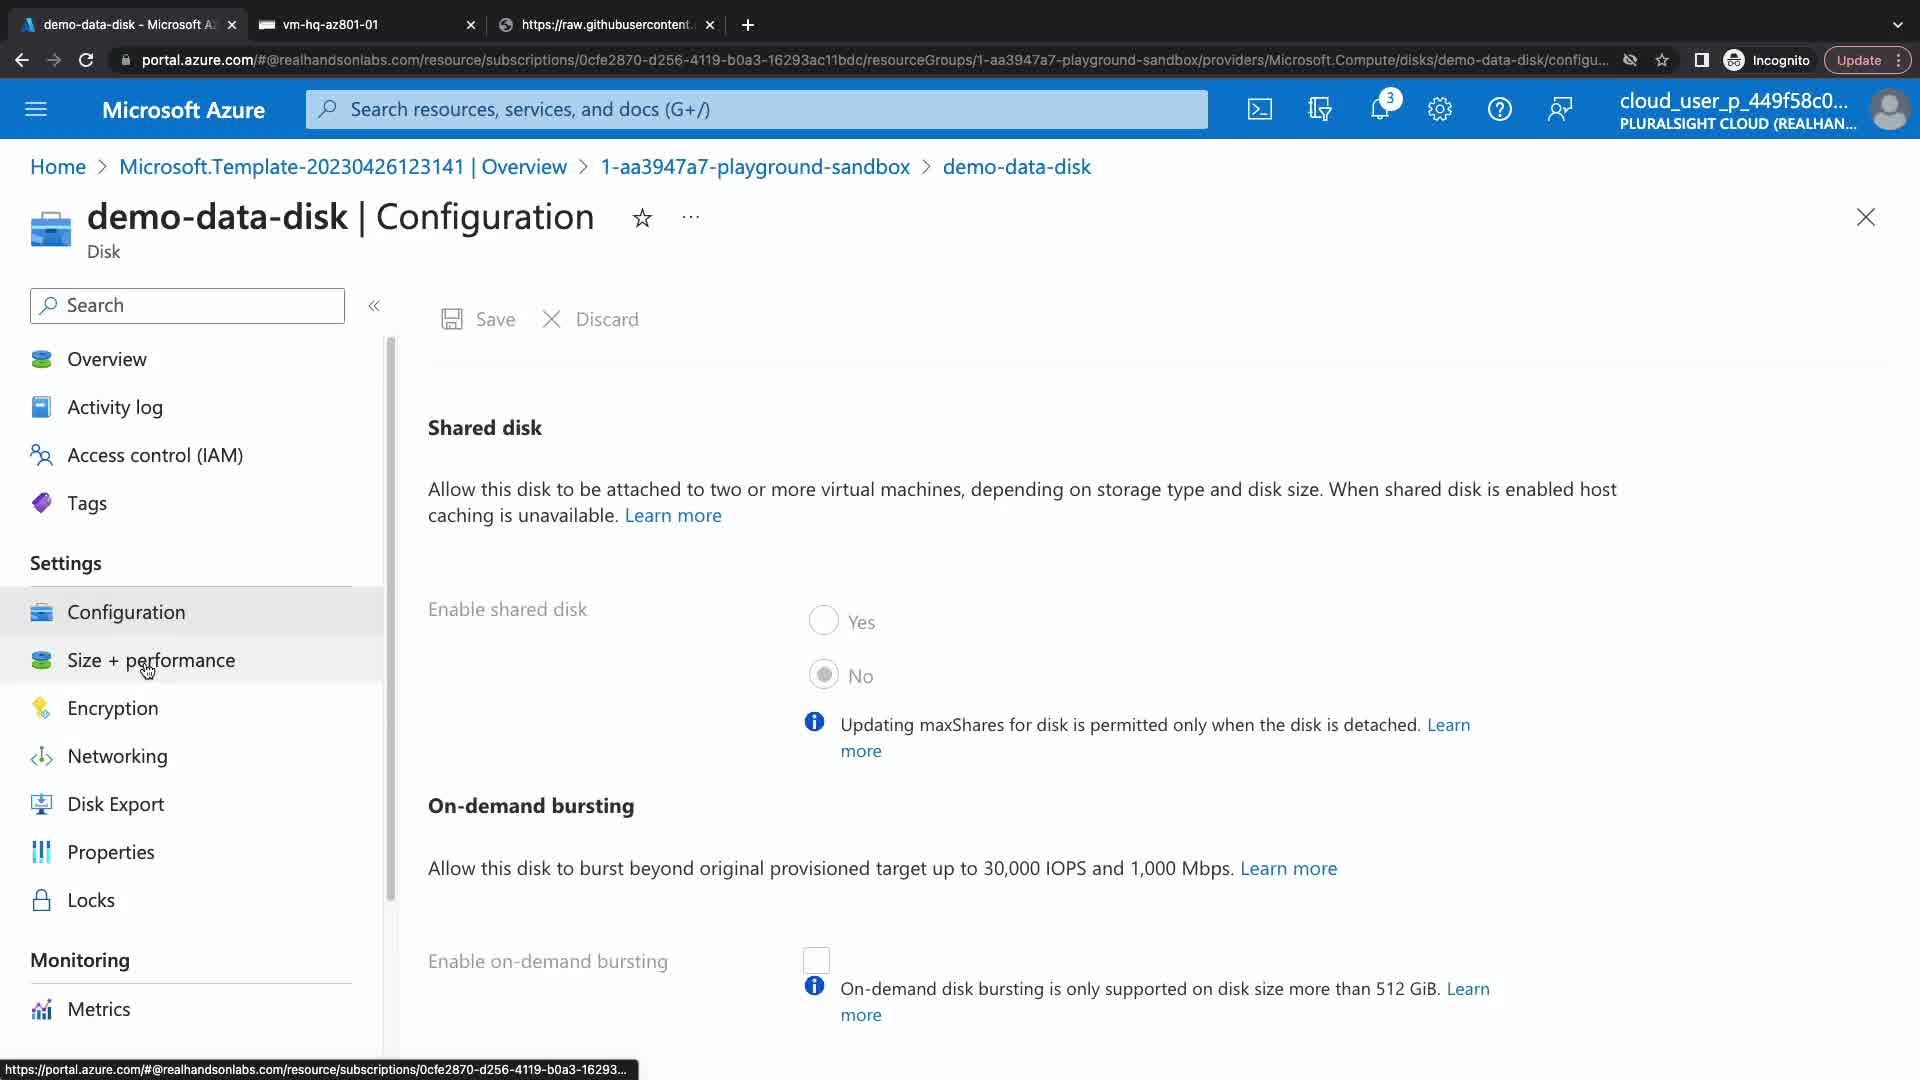 demo-data-disk - Microsoft Az
vm-hq-az801-01
https://raw.githubusercontent.
portal.azure.com/#@realhandsonlabs.com/resource/subscriptions/0cfe2870-d256-4119-b0a3-16293ac11bdc/resourceGroups/1-aa3947a7-playground-sandbox/providers/Microsoft.Compute/disks/demo-data-disk/configu...
Incognito
Update
Microsoft Azure
Search resources, services, and docs (G+/)
3
cloud_user_p_449f58c0...
PLURALSIGHT CLOUD (REALHAN...
Home > Microsoft.Template-20230426123141 | Overview > 1-aa3947a7-playground-sandbox > demo-data-disk
demo-data-disk | Configuration
Disk
Search
Save
Discard
Overview
Activity log
Access control (IAM)
Tags
Settings
Configuration
Size + performance
Encryption
Networking
Disk Export
Properties
Locks
Monitoring
Metrics
Shared disk
Allow this disk to be attached to two or more virtual machines, depending on storage type and disk size. When shared disk is enabled host
caching is unavailable. Learn more
Enable shared disk
Yes
No
Updating maxShares for disk is permitted only when the disk is detached. Learn
more
On-demand bursting
Allow this disk to burst beyond original provisioned target up to 30,000 IOPS and 1,000 Mbps. Learn more
Enable on-demand bursting
On-demand disk bursting is only supported on disk size more than 512 GiB. Learn
more
https://portal.azure.com/#@realhandsonlabs.com/resource/subscriptions/0cfe2870-d256-4119-b0a3-16293...